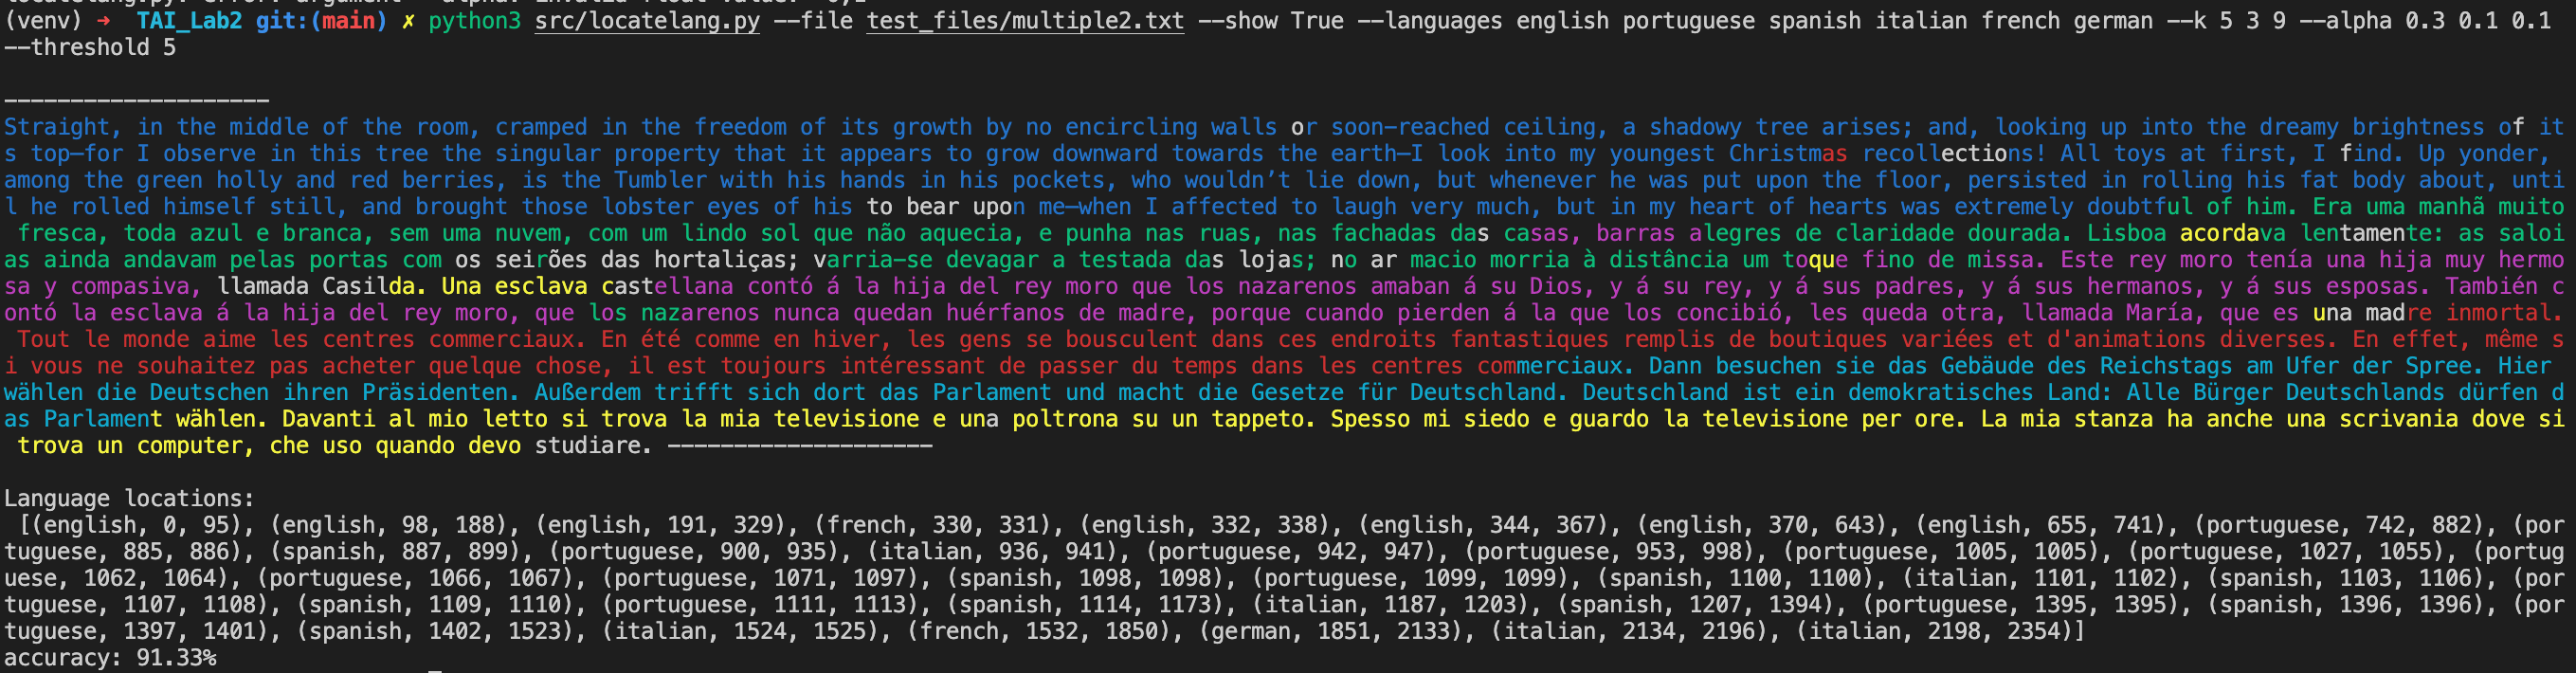 (venv) ➜  TAI_Lab2 git:(main) ✗ python3 src/locatelang.py --file test_files/multiple2.txt --show True --languages english portuguese spanish italian french german --k 5 3 9 --alpha 0.3 0.1 0.1
--threshold 5
--------------------
Straight, in the middle of the room, cramped in the freedom of its growth by no encircling walls or soon-reached ceiling, a shadowy tree arises; and, looking up into the dreamy brightness of it
s top—for I observe in this tree the singular property that it appears to grow downward towards the earth—I look into my youngest Christmas recollections! All toys at first, I find. Up yonder,
among the green holly and red berries, is the Tumbler with his hands in his pockets, who wouldn’t lie down, but whenever he was put upon the floor, persisted in rolling his fat body about, unti
l he rolled himself still, and brought those lobster eyes of his to bear upon me—when I affected to laugh very much, but in my heart of hearts was extremely doubtful of him. Era uma manhã muito
 fresca, toda azul e branca, sem uma nuvem, com um lindo sol que não aquecia, e punha nas ruas, nas fachadas das casas, barras alegres de claridade dourada. Lisboa acordava lentamente: as saloi
as ainda andavam pelas portas com os seirões das hortaliças; varria-se devagar a testada das lojas; no ar macio morria à distância um toque fino de missa. Este rey moro tenía una hija muy hermo
sa y compasiva, llamada Casilda. Una esclava castellana contó á la hija del rey moro que los nazarenos amaban á su Dios, y á su rey, y á sus padres, y á sus hermanos, y á sus esposas. También c
ontó la esclava á la hija del rey moro, que los nazarenos nunca quedan huérfanos de madre, porque cuando pierden á la que los concibió, les queda otra, llamada María, que es una madre inmortal.
 Tout le monde aime les centres commerciaux. En été comme en hiver, les gens se bousculent dans ces endroits fantastiques remplis de boutiques variées et d'animations diverses. En effet, même s
i vous ne souhaitez pas acheter quelque chose, il est toujours intéressant de passer du temps dans les centres commerciaux. Dann besuchen sie das Gebäude des Reichstags am Ufer der Spree. Hier
wählen die Deutschen ihren Präsidenten. Außerdem trifft sich dort das Parlament und macht die Gesetze für Deutschland. Deutschland ist ein demokratisches Land: Alle Bürger Deutschlands dürfen d
as Parlament wählen. Davanti al mio letto si trova la mia televisione e una poltrona su un tappeto. Spesso mi siedo e guardo la televisione per ore. La mia stanza ha anche una scrivania dove si
 trova un computer, che uso quando devo studiare. --------------------
Language locations:
 [(english, 0, 95), (english, 98, 188), (english, 191, 329), (french, 330, 331), (english, 332, 338), (english, 344, 367), (english, 370, 643), (english, 655, 741), (portuguese, 742, 882), (por
tuguese, 885, 886), (spanish, 887, 899), (portuguese, 900, 935), (italian, 936, 941), (portuguese, 942, 947), (portuguese, 953, 998), (portuguese, 1005, 1005), (portuguese, 1027, 1055), (portug
uese, 1062, 1064), (portuguese, 1066, 1067), (portuguese, 1071, 1097), (spanish, 1098, 1098), (portuguese, 1099, 1099), (spanish, 1100, 1100), (italian, 1101, 1102), (spanish, 1103, 1106), (por
tuguese, 1107, 1108), (spanish, 1109, 1110), (portuguese, 1111, 1113), (spanish, 1114, 1173), (italian, 1187, 1203), (spanish, 1207, 1394), (portuguese, 1395, 1395), (spanish, 1396, 1396), (por
tuguese, 1397, 1401), (spanish, 1402, 1523), (italian, 1524, 1525), (french, 1532, 1850), (german, 1851, 2133), (italian, 2134, 2196), (italian, 2198, 2354)]
accuracy: 91.33%